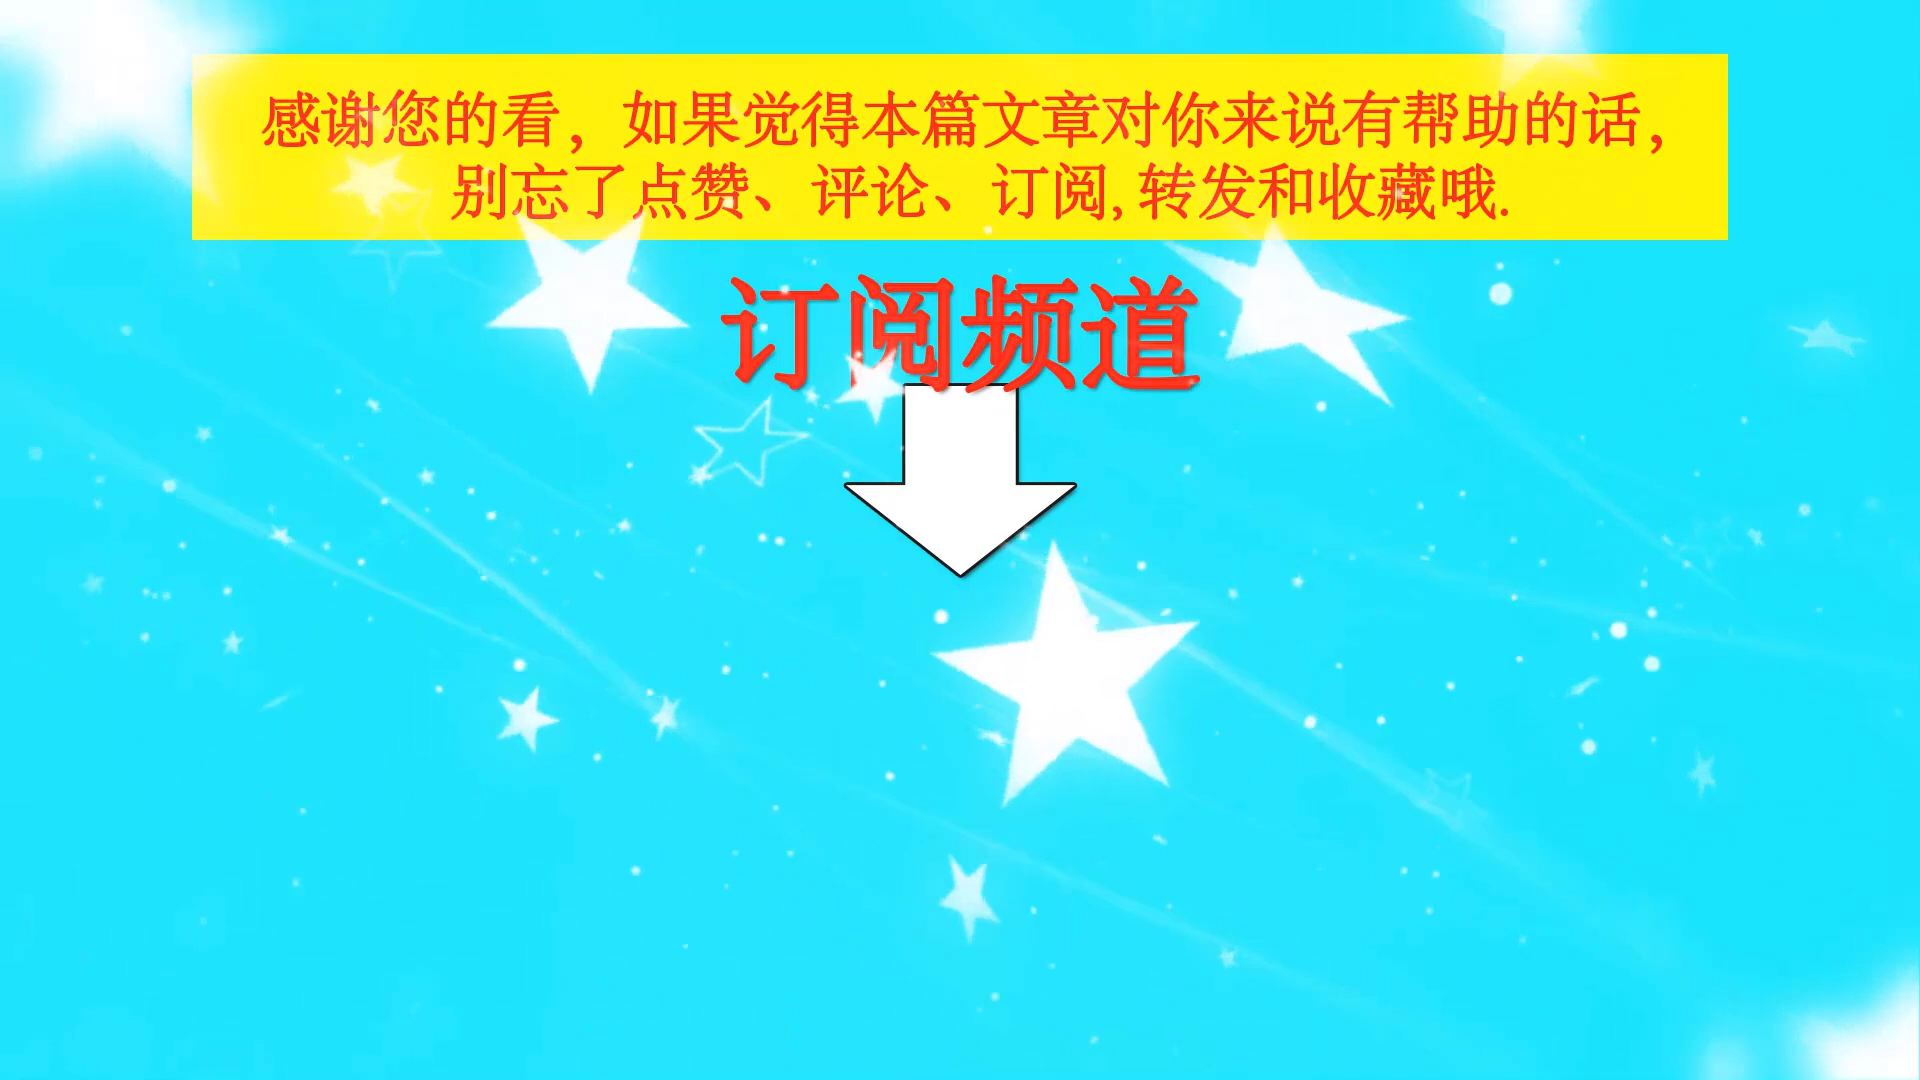 感谢您的看，如果觉得本篇文章对你来说有帮助的话，
别忘了点赞、评论、订阅,转发和收藏哦.
订阅频道